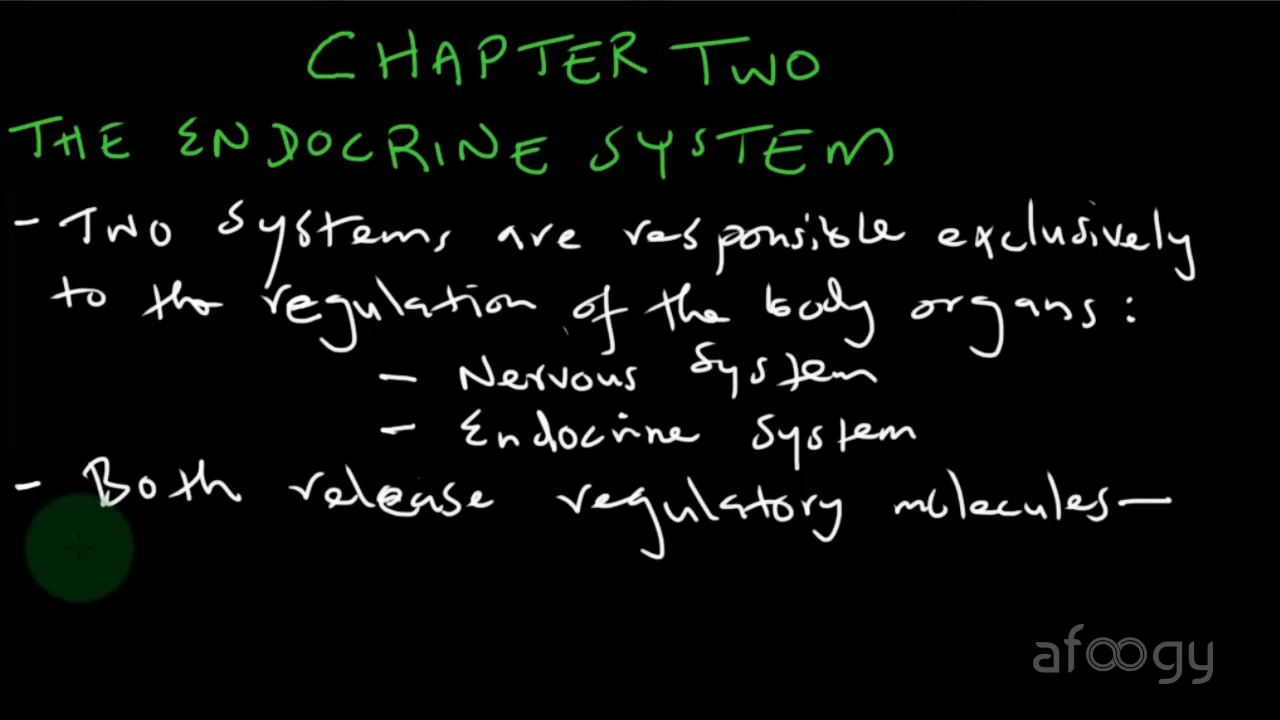 CHAPTER TWO
THE ENDOCRINE SYSTEM
- Two systems are responsible exclusively
to the regulation of the body organs:
- Nervous System
- Endocrine System
- Both release regulatory molecules—
afoogy